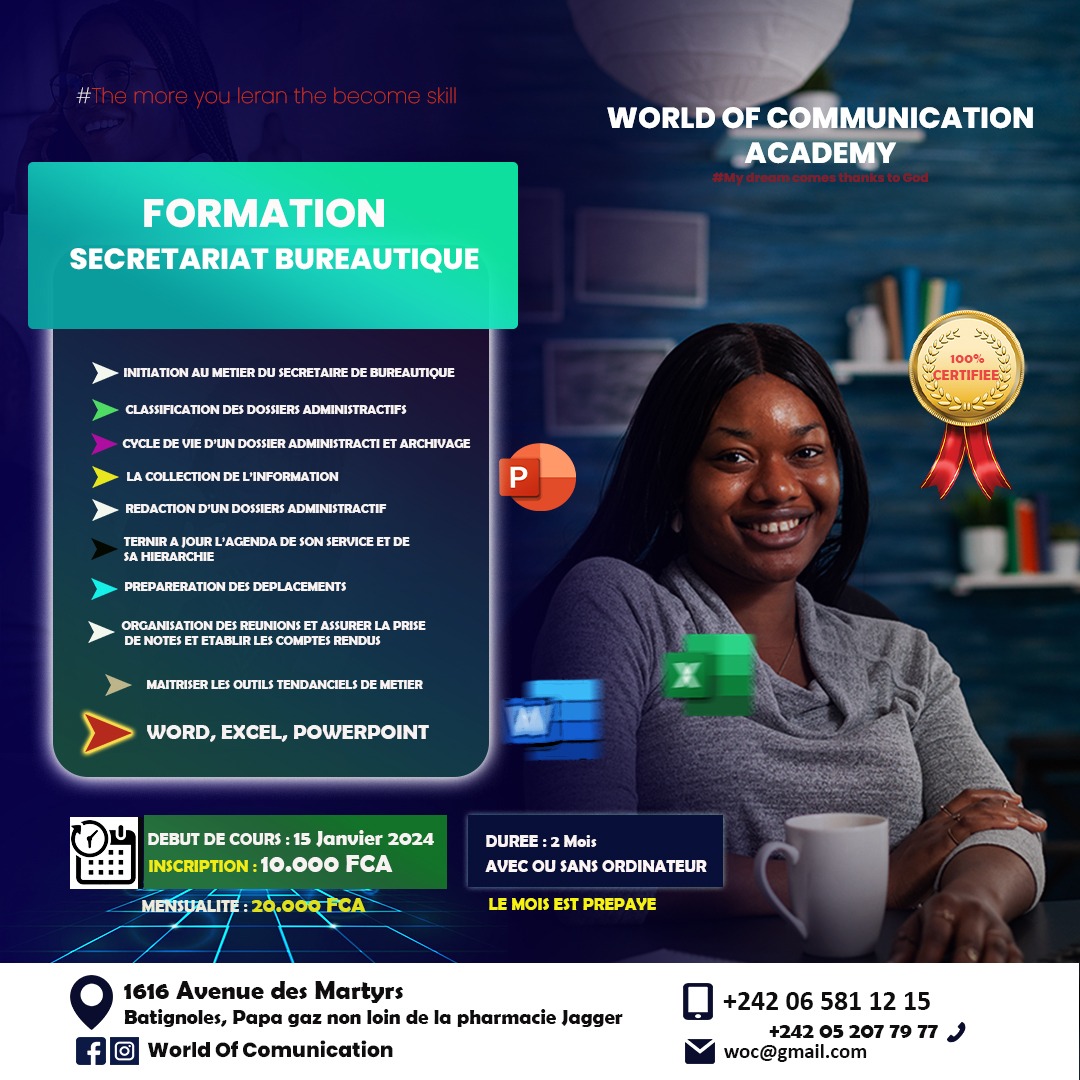 #The more you leran the become skill
WORLD OF COMMUNICATION
ACADEMY
#My dream comes thanks to God
FORMATION
SECRETARIAT BUREAUTIQUE
INITIATION AU METIER DU SECRETAIRE DE BUREAUTIQUE
CLASSIFICATION DES DOSSIERS ADMINISTRACTIFS
CYCLE DE VIE D'UN DOSSIER ADMINISTRACTI ET ARCHIVAGE
LA COLLECTION DE L'INFORMATION
REDACTION D'UN DOSSIERS ADMINISTRACTIF
TERNIR A JOUR L'AGENDA DE SON SERVICE ET DE
SA HIERARCHIE
PREPARERATION DES DEPLACEMENTS
ORGANISATION DES REUNIONS ET ASSURER LA PRISE
DE NOTES ET ETABLIR LES COMPTES RENDUS
MAITRISER LES OUTILS TENDANCIELS DE METIER
WORD, EXCEL, POWERPOINT
P
X
W
100%
CERTIFIEE
DEBUT DE COURS : 15 Janvier 2024
INSCRIPTION : 10.000 FCA
MENSUALITE : 20.000 FCA
DUREE : 2 Mois
AVEC OU SANS ORDINATEUR
LE MOIS EST PREPAYE
1616 Avenue des Martyrs
Batignoles, Papa gaz non loin de la pharmacie Jagger
World Of Comunication
+242 06 581 12 15
+242 05 207 79 77
woc@gmail.com